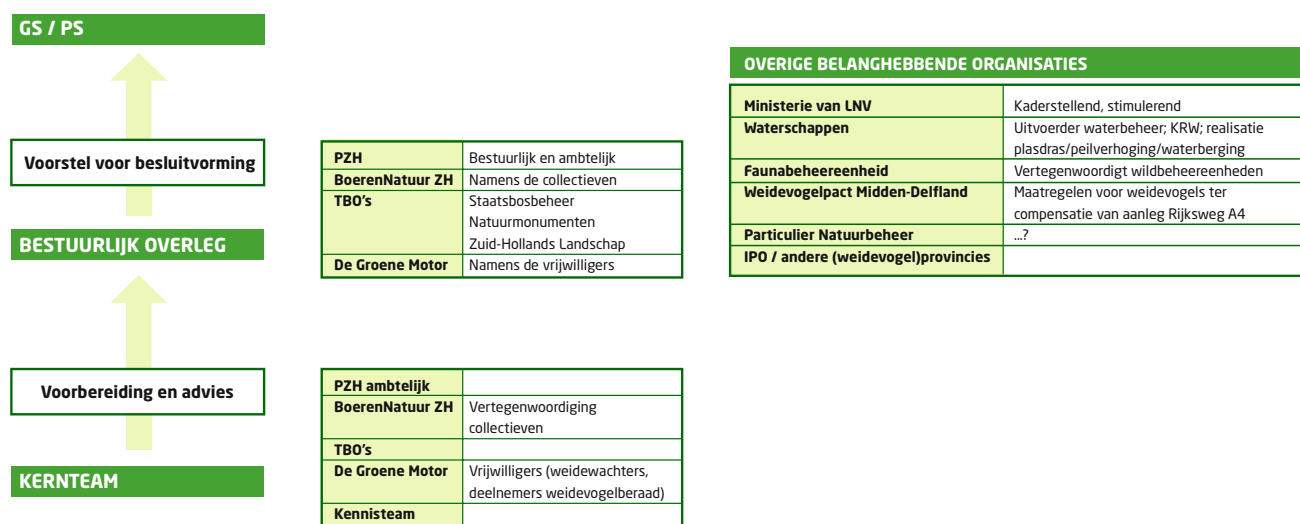 GS / PS
Voorstel voor besluitvorming
BESTUURLIJK OVERLEG
Voorbereiding en advies
KERNTEAM
PZH Bestuurlijk en ambtelijk
BoerenNatuur ZH Namens de collectieven
TBO's Staatsbosbeheer
Natuurmonumenten
Zuid-Hollands Landschap
De Groene Motor Namens de vrijwilligers
PZH ambtelijk
BoerenNatuur ZH Vertegenwoordiging
collectieven
TBO's
De Groene Motor Vrijwilligers (weidewachters,
deelnemers weidevogelberaad)
Kennisteam
OVERIGE BELANGHEBBENDE ORGANISATIES
Ministerie van LNV Kaderstellend, stimulerend
Waterschappen Uitvoerder waterbeheer; KRW; realisatie
plasdras/peilverhoging/waterberging
Faunabeheereenheid Vertegenwoordigt wildbeheereenheden
Weidevogelpact Midden-Delfland Maatregelen voor weidevogels ter
compensatie van aanleg Rijksweg A4
Particulier Natuurbeheer ...?
IPO / andere (weidevogel)provincies